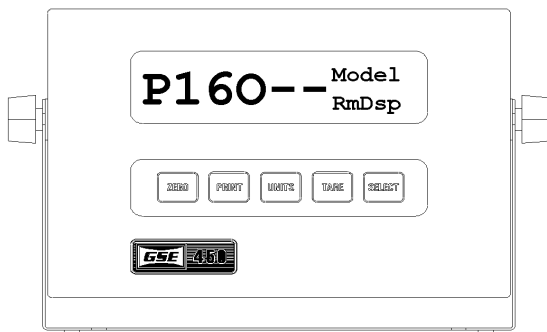 P160-- Model
RmDsp
ZERO PRINT UNITS TARE SELECT
GSE 450